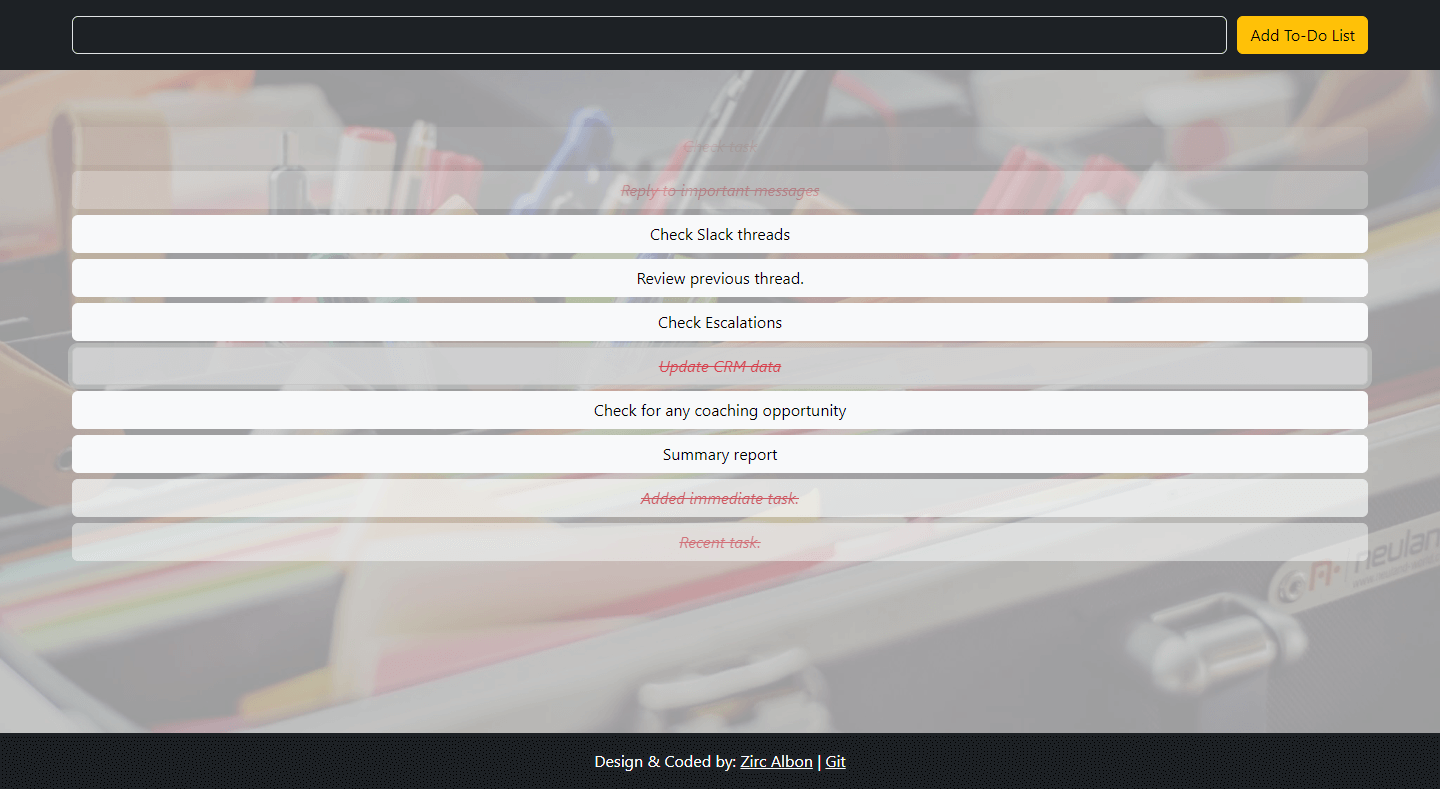 Add To-Do List
Check task
Reply to important messages
Check Slack threads
Review previous thread.
Check Escalations
Update CRM data
Check for any coaching opportunity
Summary report
Added immediate task.
Recent task.
Design & Coded by: Zirc Albon | Git